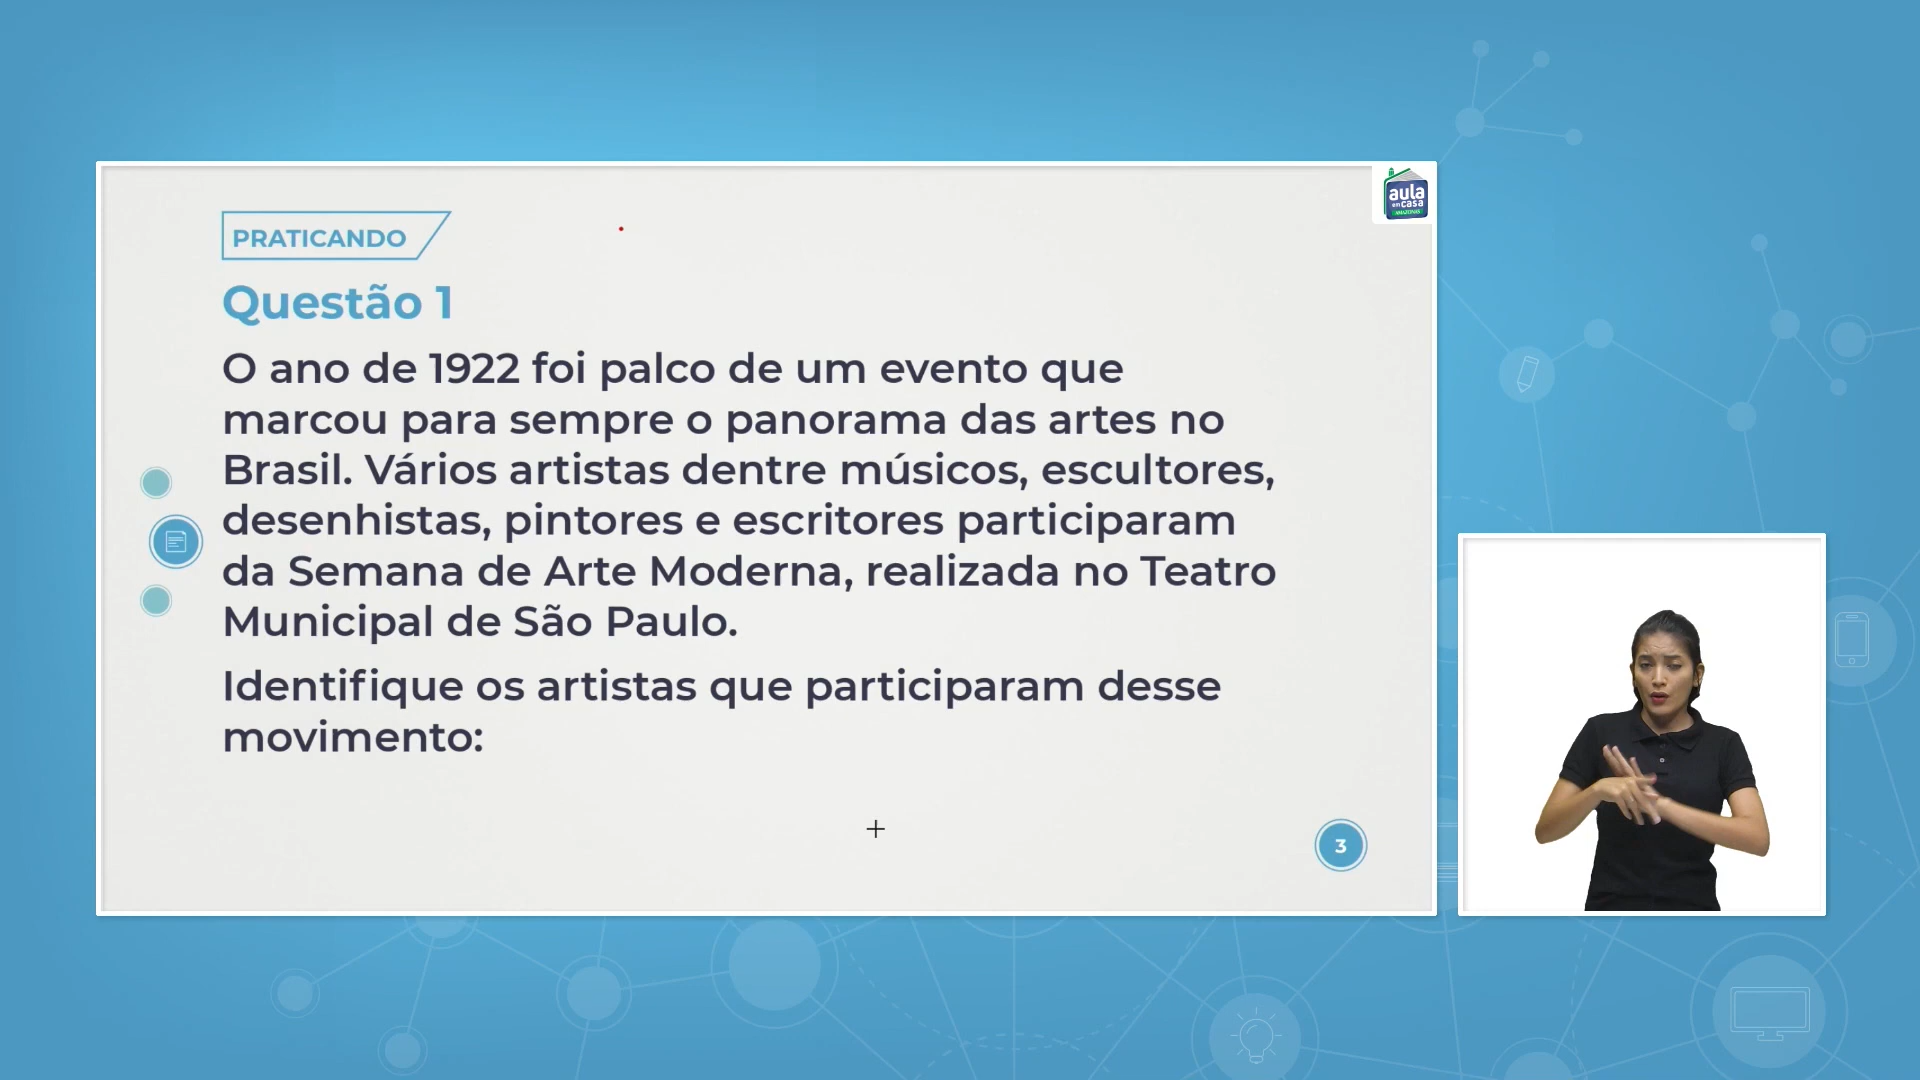 aula
em casa
AMAZONAS
PRATICANDO
Questão 1
O ano de 1922 foi palco de um evento que
marcou para sempre o panorama das artes no
Brasil. Vários artistas dentre músicos, escultores,
desenhistas, pintores e escritores participaram
da Semana de Arte Moderna, realizada no Teatro
Municipal de São Paulo.
Identifique os artistas que participaram desse
movimento:
3